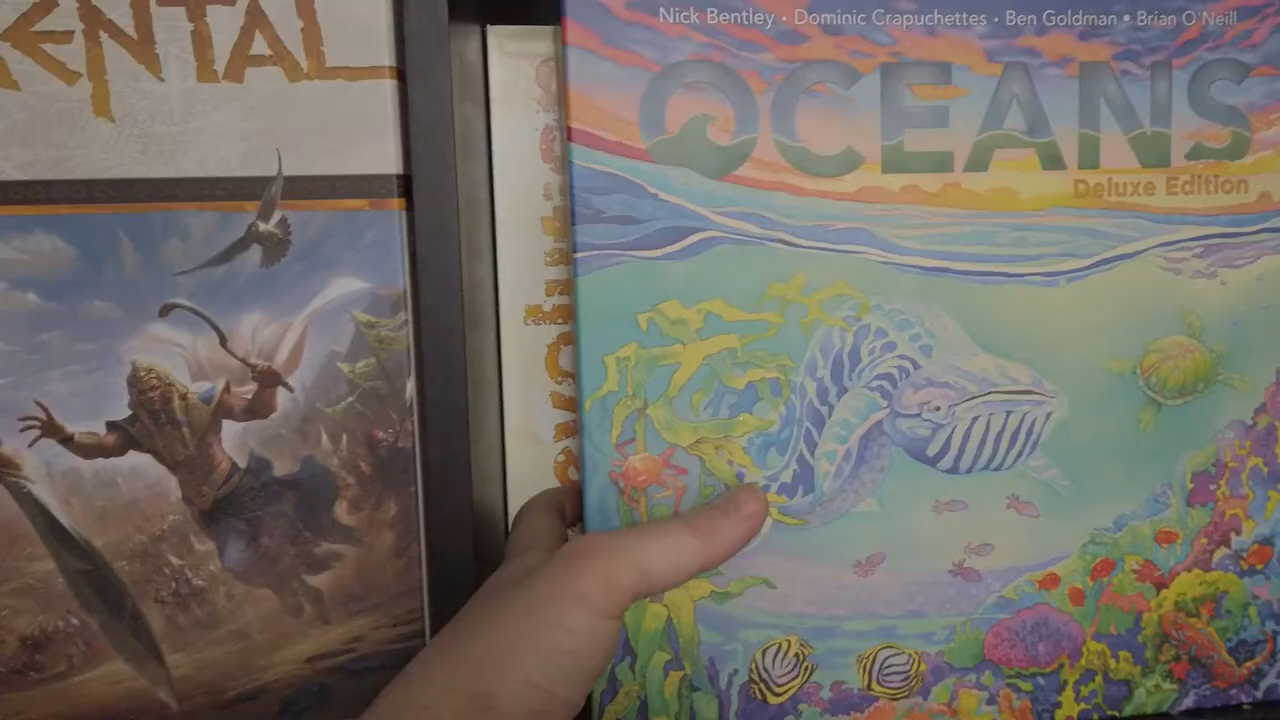 ENTAL
Nick Bentley • Dominic Crapuchettes • Ben Goldman • Brian O'Neill
OCEANS
Deluxe Edition